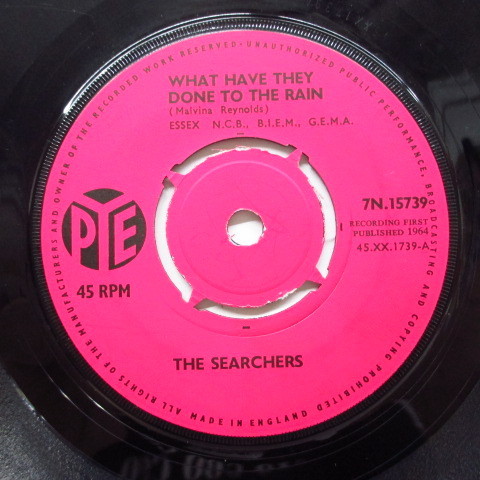 WHAT HAVE THEY
DONE TO THE RAIN
(Malvina Reynolds)
ESSEX N.C.B., B.I.E.M., G.E.M.A.
PYE
45 RPM
7N.15739
RECORDING FIRST
PUBLISHED 1964
45.XX.1739-A
THE SEARCHERS
ALL RIGHTS OF THE MANUFACTURERS AND OWNER OF THE RECORDED WORK RESERVED·UNAUTHORIZED PUBLIC PERFORMANCE, BROADCASTING AND COPYING PROHIBITED MADE IN ENGLAND